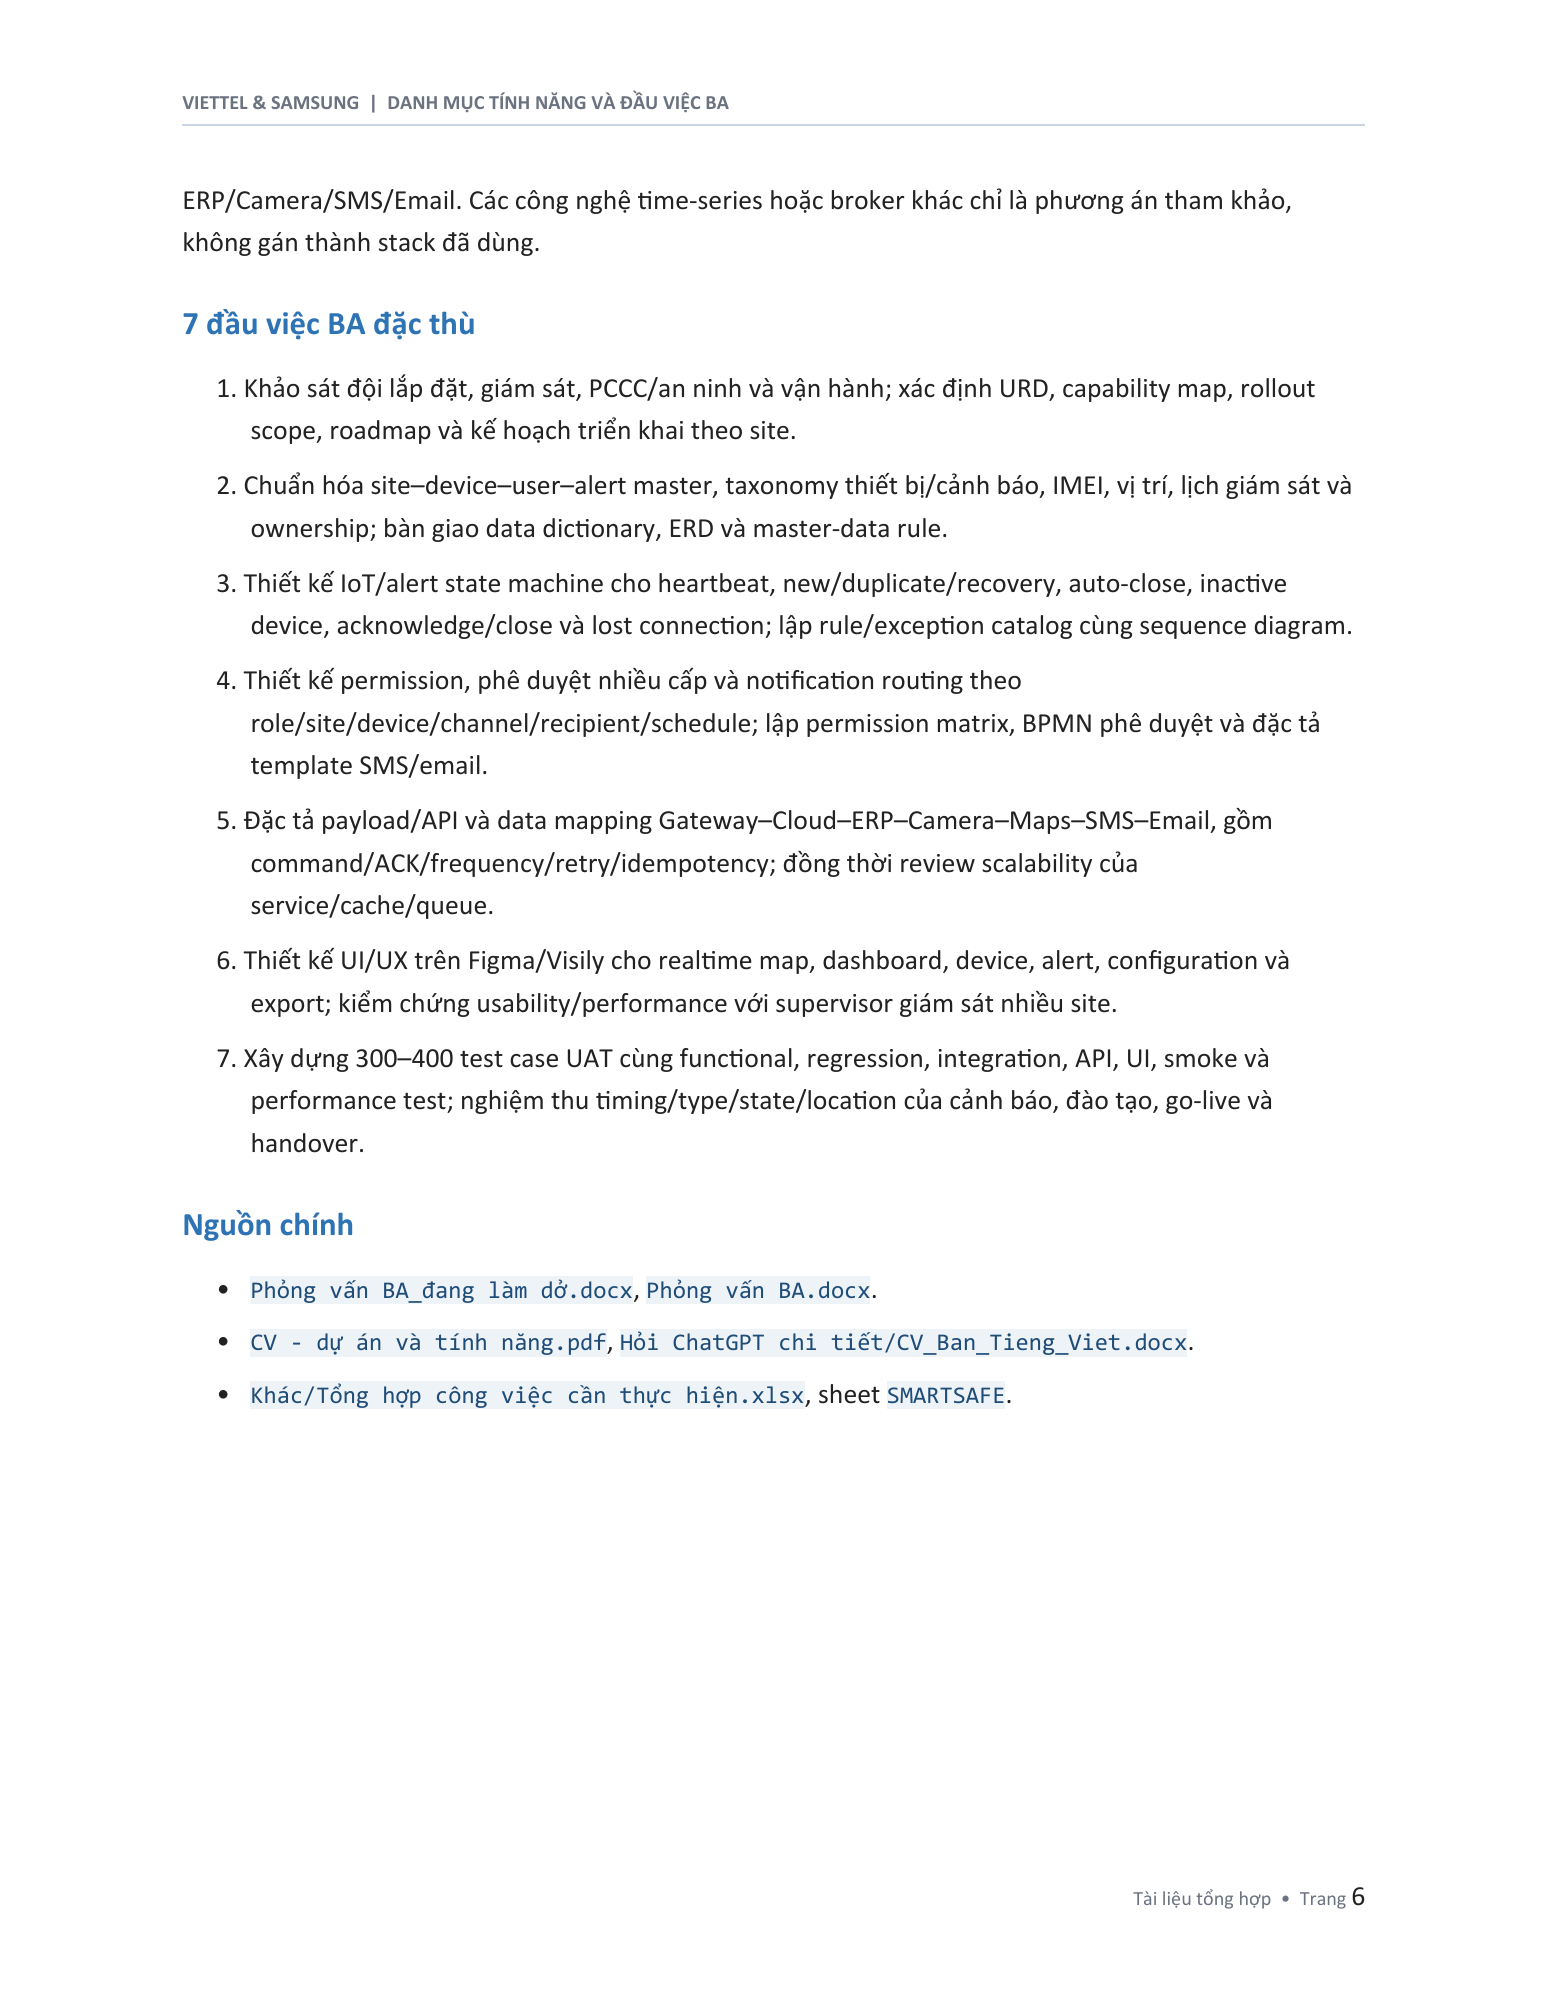 VIETTEL & SAMSUNG | DANH MỤC TÍNH NĂNG VÀ ĐẦU VIỆC BA
ERP/Camera/SMS/Email. Các công nghệ time-series hoặc broker khác chỉ là phương án tham khảo,
không gán thành stack đã dùng.
7 đầu việc BA đặc thù
1. Khảo sát đội lắp đặt, giám sát, PCCC/an ninh và vận hành; xác định URD, capability map, rollout
scope, roadmap và kế hoạch triển khai theo site.
2. Chuẩn hóa site–device–user–alert master, taxonomy thiết bị/cảnh báo, IMEI, vị trí, lịch giám sát và
ownership; bàn giao data dictionary, ERD và master-data rule.
3. Thiết kế IoT/alert state machine cho heartbeat, new/duplicate/recovery, auto-close, inactive
device, acknowledge/close và lost connection; lập rule/exception catalog cùng sequence diagram.
4. Thiết kế permission, phê duyệt nhiều cấp và notification routing theo
role/site/device/channel/recipient/schedule; lập permission matrix, BPMN phê duyệt và đặc tả
template SMS/email.
5. Đặc tả payload/API và data mapping Gateway–Cloud–ERP–Camera–Maps–SMS–Email, gồm
command/ACK/frequency/retry/idempotency; đồng thời review scalability của
service/cache/queue.
6. Thiết kế UI/UX trên Figma/Visily cho realtime map, dashboard, device, alert, configuration và
export; kiểm chứng usability/performance với supervisor giám sát nhiều site.
7. Xây dựng 300–400 test case UAT cùng functional, regression, integration, API, UI, smoke và
performance test; nghiệm thu timing/type/state/location của cảnh báo, đào tạo, go-live và
handover.
Nguồn chính
• Phỏng vấn BA_đang làm dở.docx, Phỏng vấn BA.docx.
• CV - dự án và tính năng.pdf, Hỏi ChatGPT chi tiết/CV_Ban_Tieng_Viet.docx.
• Khác/Tổng hợp công việc cần thực hiện.xlsx, sheet SMARTSAFE.
Tài liệu tổng hợp • Trang 6